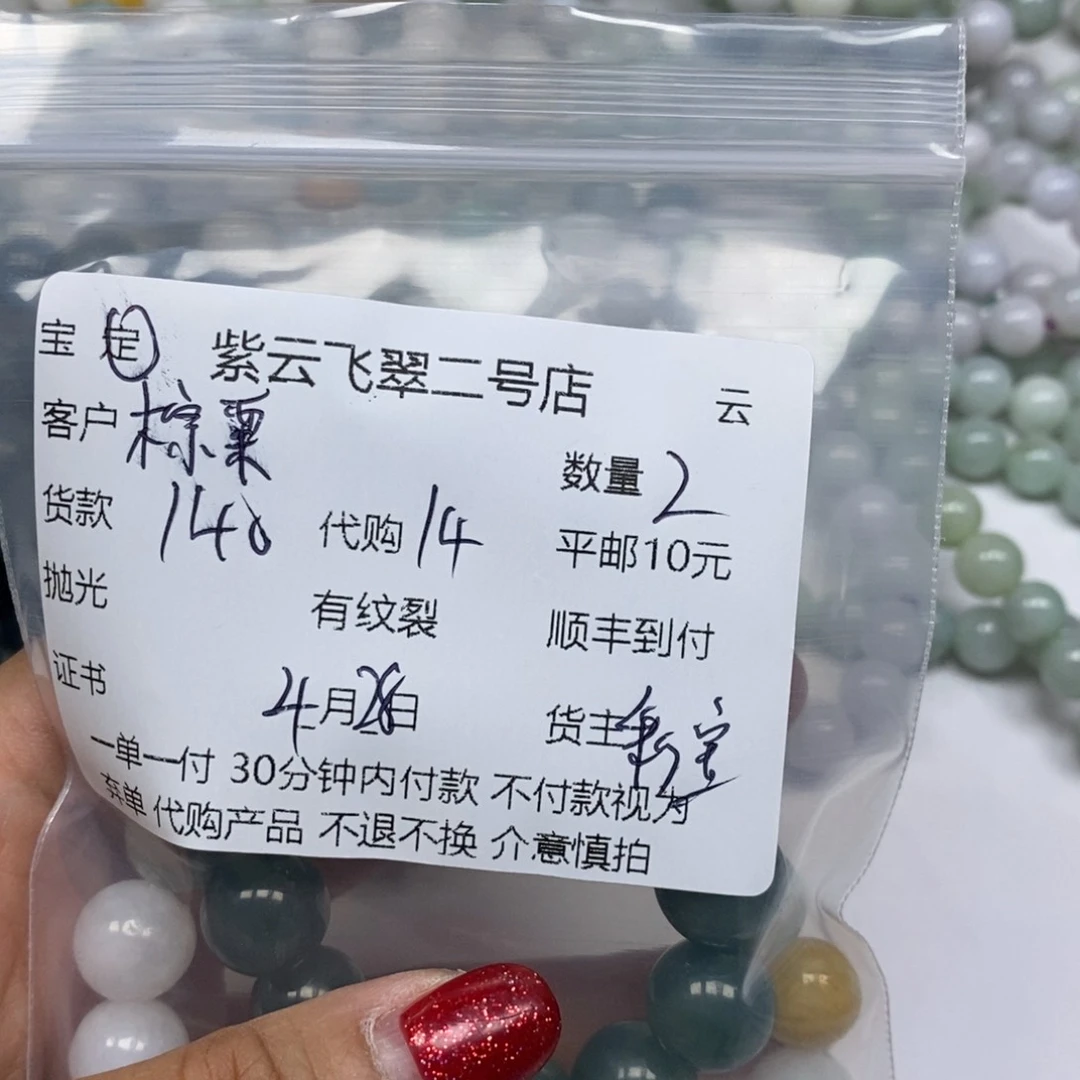 宝 定 紫云飞翠二号店 云
客户 棕栗
数量 2
货款 140 代购 14 平邮10元
抛光 有纹裂 顺丰到付
证书 4月28日 货主
一单一付 30分钟内付款 不付款视为
弃单 代购产品 不退不换 介意慎拍